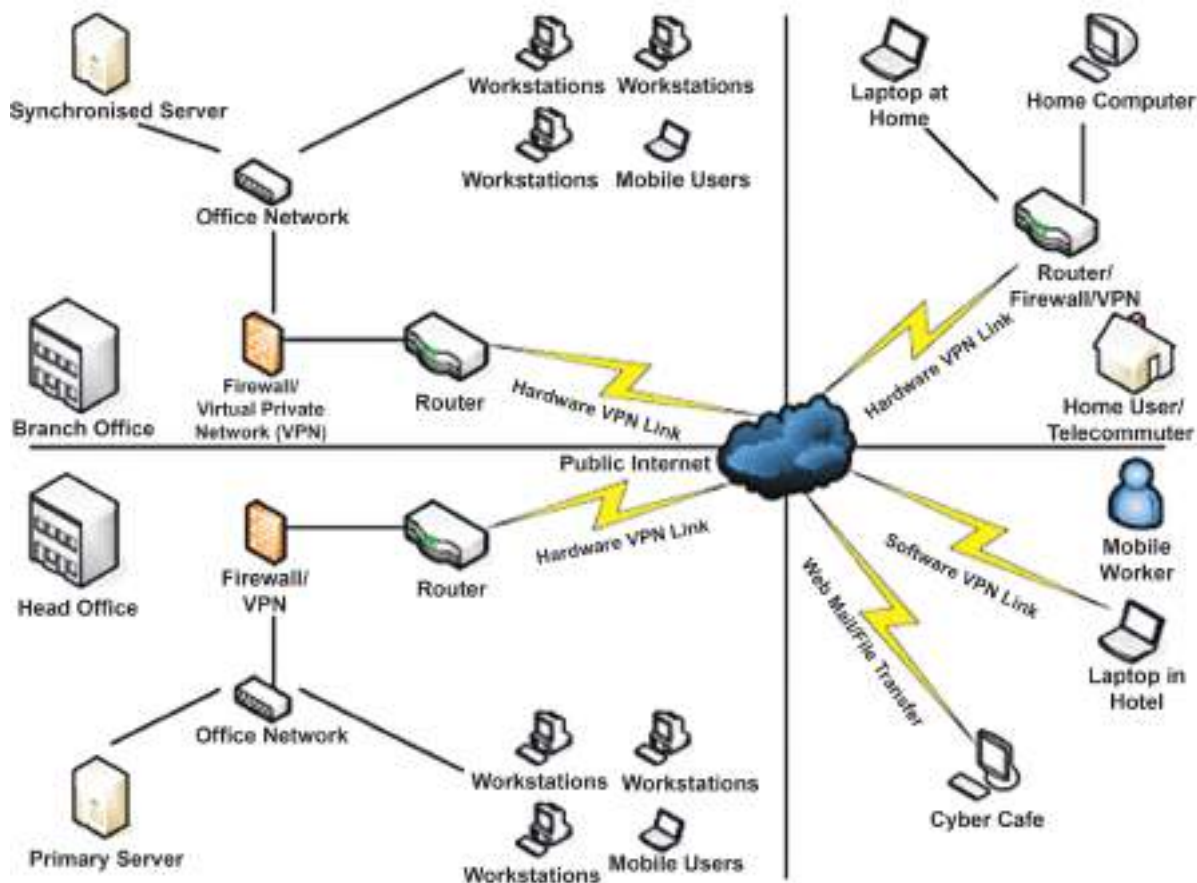 Synchronised Server
Workstations
Workstations
Workstations
Mobile Users
Office Network
Branch Office
Firewall/
Virtual Private
Network (VPN)
Router
Hardware VPN Link
Laptop at
Home
Home Computer
Router/
Firewall/VPN
Hardware VPN Link
Home User/
Telecommuter
Public Internet
Head Office
Firewall/
VPN
Router
Hardware VPN Link
Office Network
Primary Server
Workstations
Workstations
Workstations
Mobile Users
Mobile
Worker
Software VPN Link
Laptop in
Hotel
Web Mail/File Transfer
Cyber Cafe